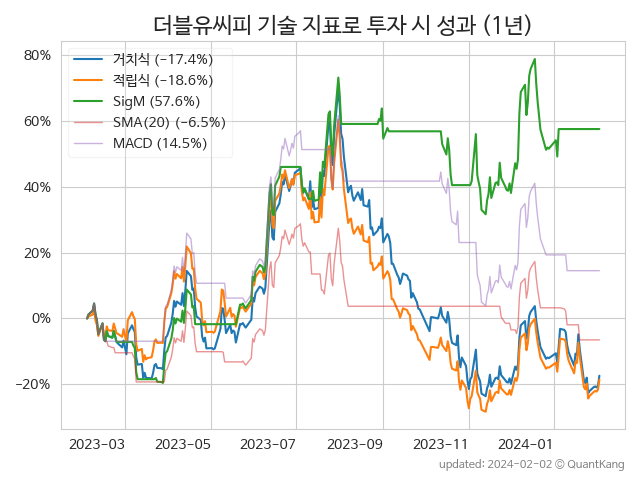 더블유씨피 기술 지표로 투자 시 성과 (1년)
거치식 (−17.4%)
적립식 (−18.6%)
SigM (57.6%)
SMA(20) (−6.5%)
MACD (14.5%)
80%
60%
40%
20%
0%
−20%
2023-03 2023-05 2023-07 2023-09 2023-11 2024-01
updated: 2024-02-02 © QuantKang